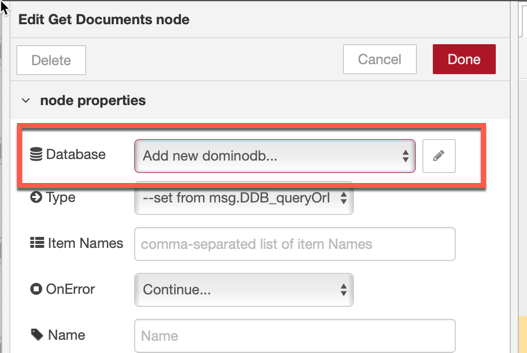 Edit Get Documents node
Delete Cancel Done
node properties
Database Add new dominodb...
Type --set from msg.DDB_queryOrI
Item Names comma-separated list of item Names
OnError Continue...
Name Name